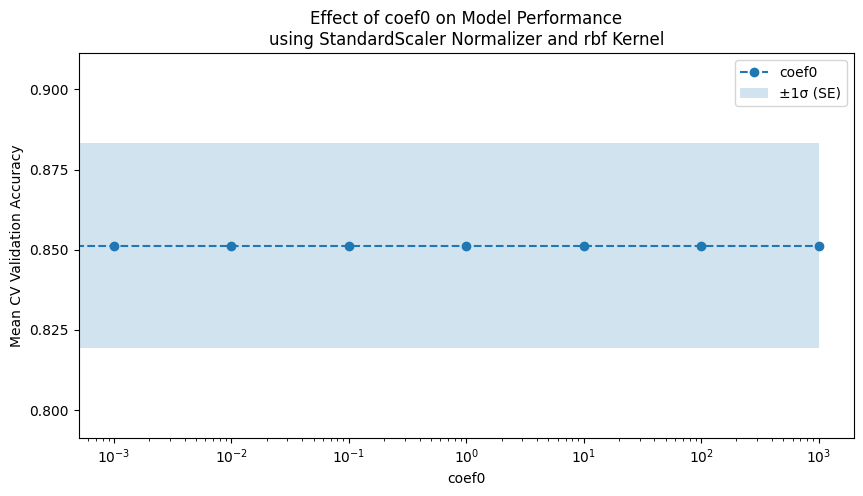 Effect of coef0 on Model Performance
using StandardScaler Normalizer and rbf Kernel
coef0
±1σ (SE)
Mean CV Validation Accuracy
0.900
0.875
0.850
0.825
0.800
10⁻³ 10⁻² 10⁻¹ 10⁰ 10¹ 10² 10³
coef0